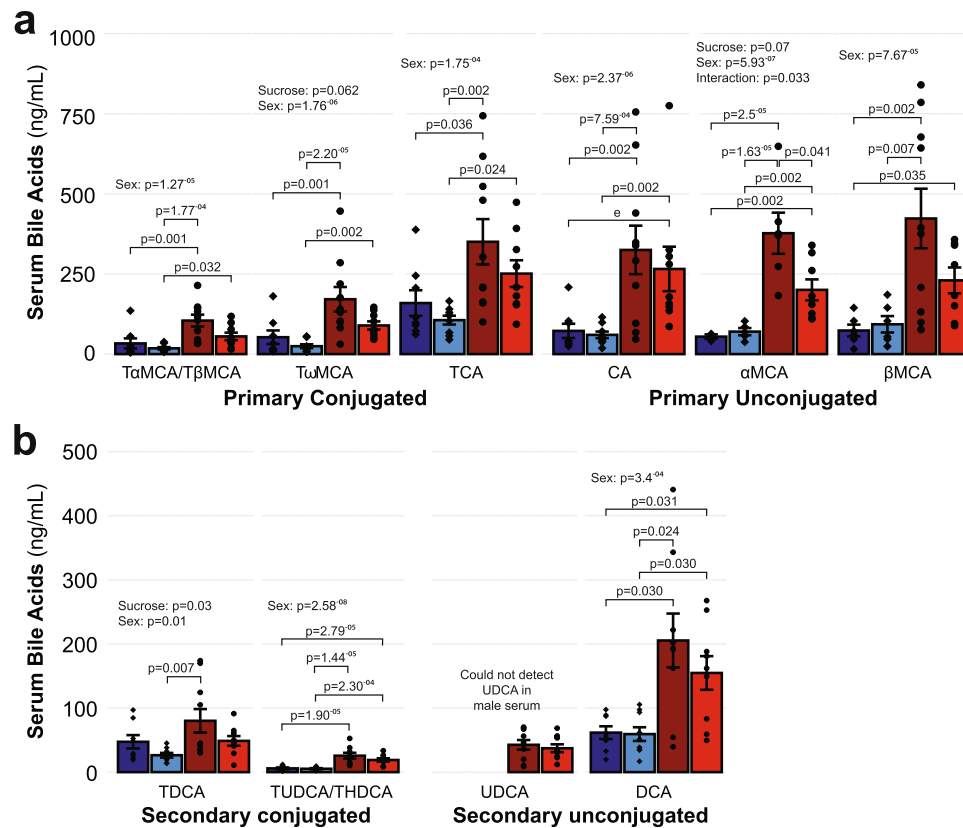 a
Serum Bile Acids (ng/mL)
1000
750
500
250
0
Sex: p=1.27⁻⁰⁵
p=1.77⁻⁰⁴
p=0.001
p=0.032
TαMCA/TβMCA
Sucrose: p=0.062
Sex: p=1.76⁻⁰⁶
p=2.20⁻⁰⁵
p=0.001
p=0.002
TωMCA
Sex: p=1.75⁻⁰⁴
p=0.002
p=0.036
p=0.024
TCA
Primary Conjugated
Sex: p=2.37⁻⁰⁶
p=7.59⁻⁰⁴
p=0.002
p=0.002
e
CA
Sucrose: p=0.07
Sex: p=5.93⁻⁰⁷
Interaction: p=0.033
p=2.5⁻⁰⁵
p=1.63⁻⁰⁵
p=0.041
p=0.002
p=0.002
αMCA
Sex: p=7.67⁻⁰⁵
p=0.002
p=0.007
p=0.035
βMCA
Primary Unconjugated
b
Serum Bile Acids (ng/mL)
500
400
300
200
100
0
Sucrose: p=0.03
Sex: p=0.01
p=0.007
TDCA
Sex: p=2.58⁻⁰⁸
p=2.79⁻⁰⁵
p=1.44⁻⁰⁵
p=2.30⁻⁰⁴
p=1.90⁻⁰⁵
TUDCA/THDCA
Secondary conjugated
Could not detect
UDCA in
male serum
UDCA
Sex: p=3.4⁻⁰⁴
p=0.031
p=0.024
p=0.030
p=0.030
DCA
Secondary unconjugated